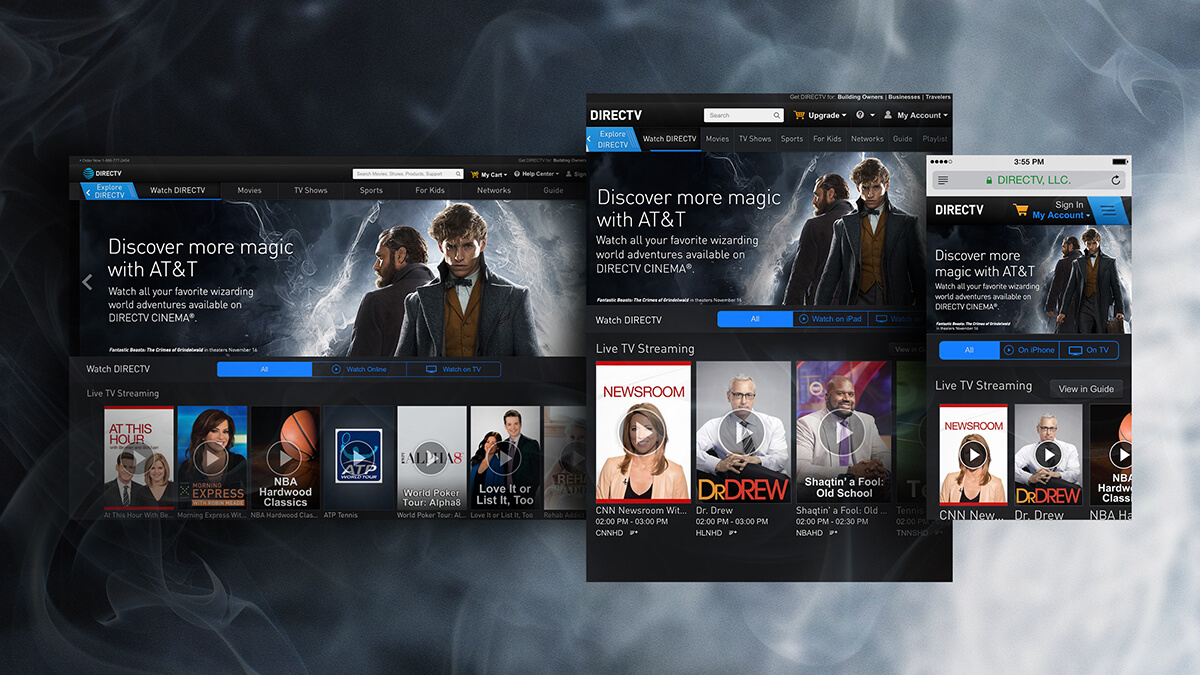 Order Now 1-888-777-2454
Get DIRECTV for: Building Owners
DIRECTV
Search Movies, Shows, Products, Support
My Cart
Help Center
Sign
Explore
DIRECTV
Watch DIRECTV
Movies
TV Shows
Sports
For Kids
Networks
Guide
Discover more magic
with AT&T
Watch all your favorite wizarding
world adventures available on
DIRECTV CINEMA®.
Fantastic Beasts: The Crimes of Grindelwald in theaters November 16
Watch DIRECTV
All
Watch Online
Watch on TV
Live TV Streaming
AT THIS
HOUR
MORNING
EXPRESS
WITH ROBIN MEADE
NBA
Hardwood
Classics
ATP
WORLD TOUR
ALPHA8
World Poker
Tour: Alpha8
Love It or
List It, Too
At This Hour With Be...
Morning Express Wit...
NBA Hardwood Clas...
ATP Tennis
World Poker Tour: Al...
Love It or List It, Too
Rehab Addict
Get DIRECTV for: Building Owners | Businesses | Travelers
DIRECTV
Search
Upgrade
?
My Account
Explore
DIRECTV
Watch DIRECTV
Movies
TV Shows
Sports
For Kids
Networks
Guide
Playlist
Discover more magic
with AT&T
Watch all your favorite wizarding
world adventures available on
DIRECTV CINEMA®.
Fantastic Beasts: The Crimes of Grindelwald in theaters November 16
Watch DIRECTV
All
Watch on iPad
Watch on
Live TV Streaming
View in G
NEWSROOM
DRDREW
Shaqtin' a Fool:
Old School
CNN Newsroom Wit...
02:00 PM - 03:00 PM
CNNHD
Dr. Drew
02:00 PM - 03:00 PM
HLNHD
Shaqtin' a Fool: Old ...
02:00 PM - 02:30 PM
NBAHD
Tennis
02:00 PM
TNNSHD
3:55 PM
DIRECTV, LLC.
DIRECTV
Sign In
My Account
Discover more
magic with AT&T
Watch all your favorite wizarding
world adventures available on
DIRECTV CINEMA®.
Fantastic Beasts: The Crimes of Grindelwald
in theaters November 16
All
On iPhone
On TV
Live TV Streaming
View in Guide
NEWSROOM
DRDREW
NBA
Hardwood
Classic
CNN New...
Dr. Drew
NBA Ha